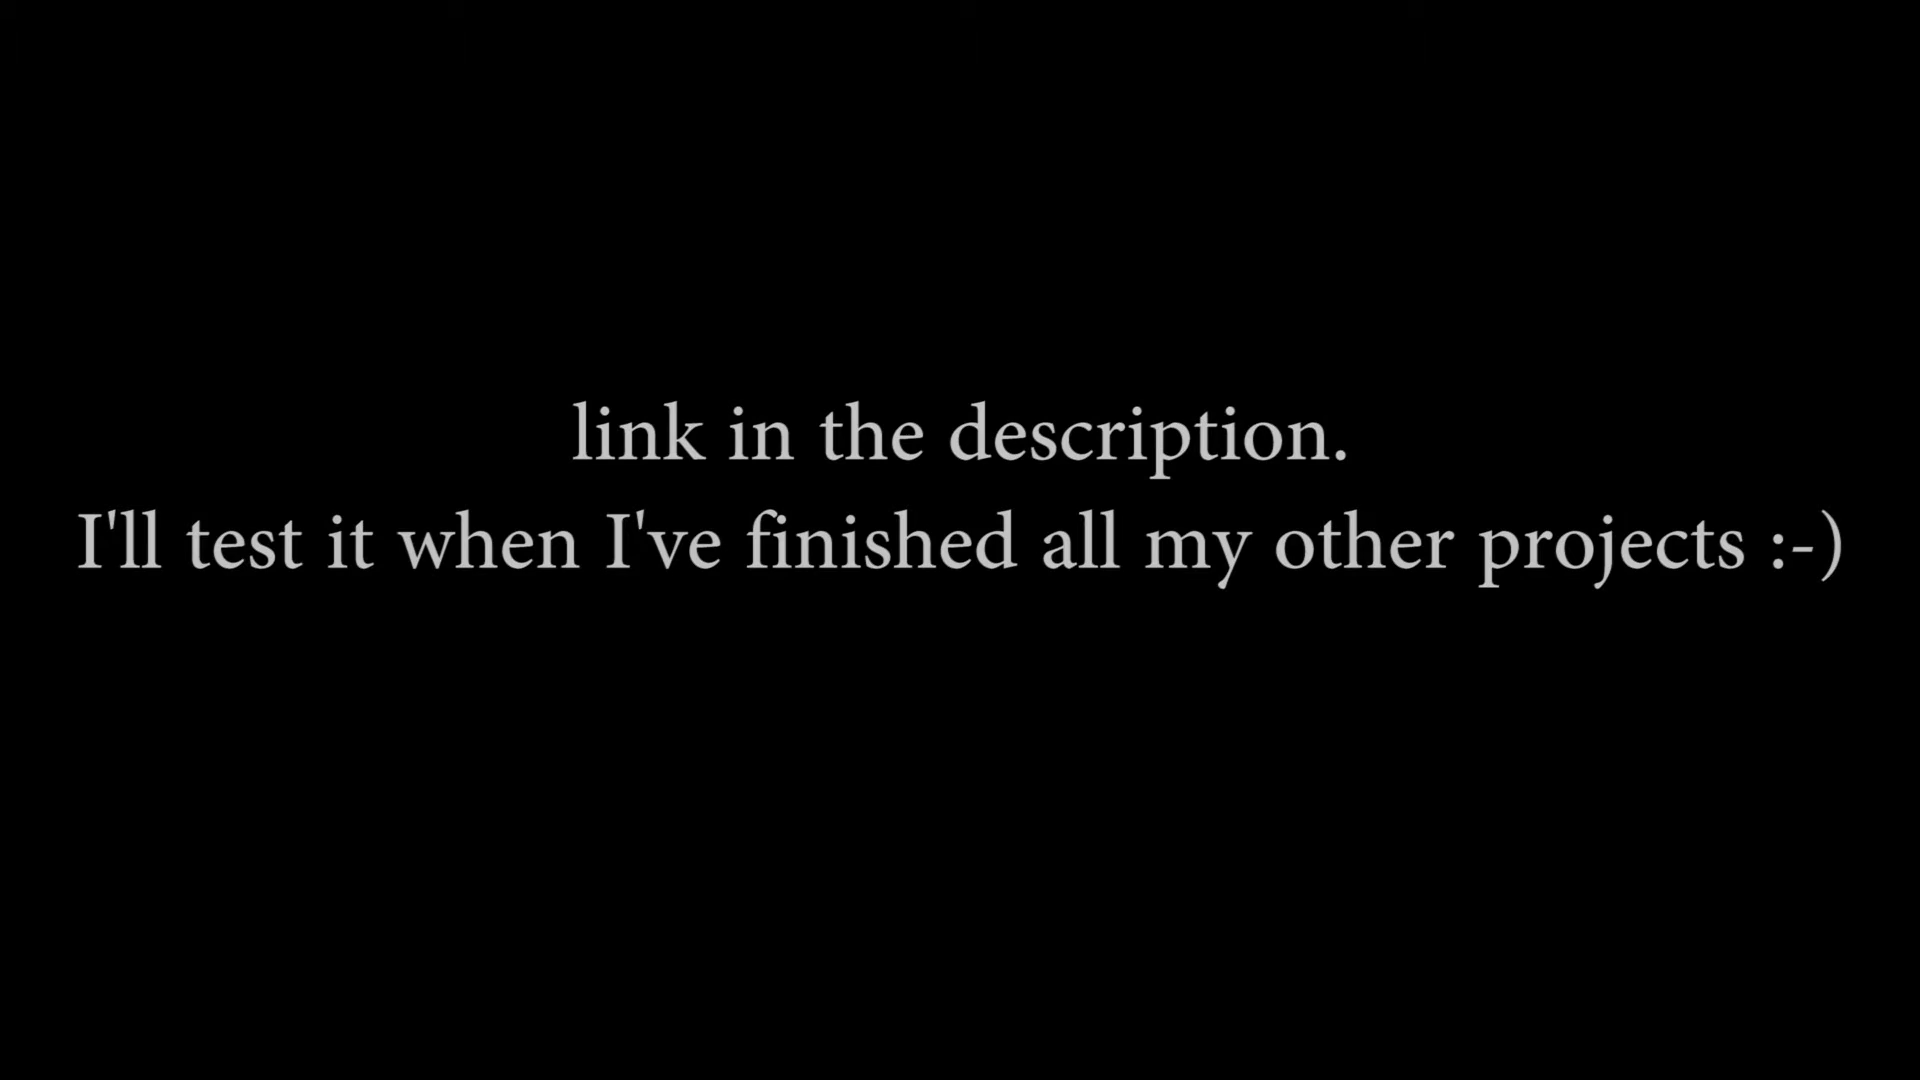 link in the description.
I'll test it when I've finished all my other projects :-)